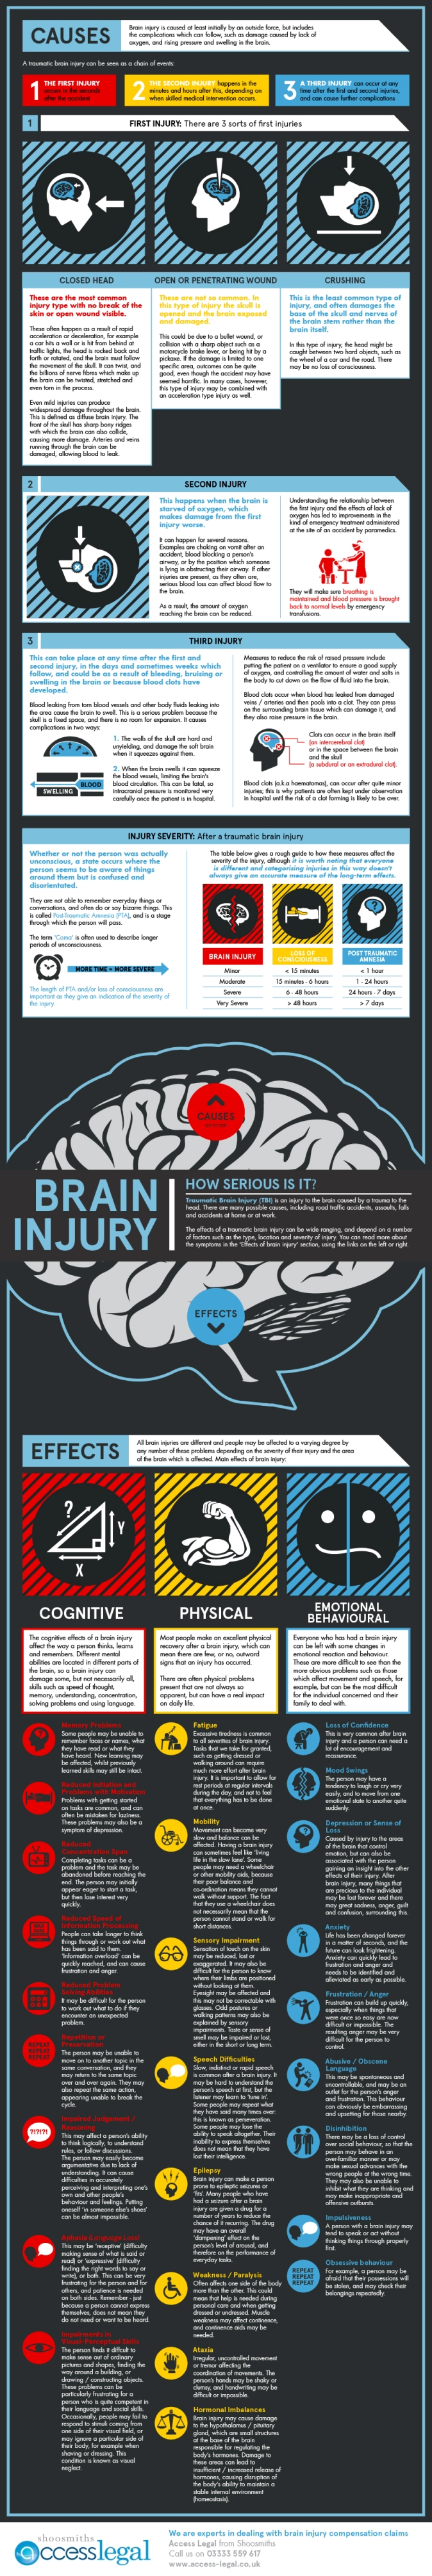 CAUSES
Brain injury is caused at least initially by an outside force, but includes
the complications which can follow, such as damage caused by lack of
oxygen, and rising pressure and swelling in the brain.
A traumatic brain injury can be seen as a chain of events:
1
THE FIRST INJURY
occurs in the seconds
after the accident
2
THE SECOND INJURY happens in the
minutes and hours after this, depending on
when skilled medical intervention occurs.
3
A THIRD INJURY can occur at any
time after the first and second injuries,
and can cause further complications
1
FIRST INJURY: There are 3 sorts of first injuries
CLOSED HEAD
These are the most common
injury type with no break of the
skin or open wound visible.
These often happen as a result of rapid
acceleration or deceleration, for example
a car as well as if hit from behind at
traffic lights, the head is rocked back and
forth or rotated, and the brain must follow
the movement of the skull. It can twist, and
the billions of nerve fibres which make up
the brain can be twisted, stretched and
even torn in the process.
Even mild injuries can produce
widespread damage throughout the brain.
This is defined as diffuse brain injury. The
front of the skull has sharp bony ridges
with which the brain can also collide,
causing more damage. Arteries and veins
running through the brain can be
damaged, allowing blood to leak.
OPEN OR PENETRATING WOUND
These are not so common. In
this type of injury the skull is
opened and the brain exposed
and damaged.
This could be due to a bullet wound, or
collision with a sharp object such as a
motorcycle brake lever, or being hit by a
pickaxe. If the damage is limited to one
specific area, outcomes can be quite
good, even though the accident may have
seemed horrific. In many cases, however,
this type of injury may be combined with
an acceleration type injury as well.
CRUSHING
This is the least common type of
injury, and often damages the
base of the skull and nerves of
the brain stem rather than the
brain itself.
In this type of injury, the head might be
caught between two hard objects, such as
the wheel of a car and the road. There
may be no loss of consciousness.
2
SECOND INJURY
This happens when the brain is
starved of oxygen, which
makes damage from the first
injury worse.
It can happen for several reasons.
Examples are choking on vomit after an
accident, blood blocking a person's
airway, or by the position when someone
is lying in obstructing their airway. If other
injuries are present, as they often are,
serious blood loss can affect blood flow to
the brain.
As a result, the amount of oxygen
reaching the brain can be reduced.
Understanding the relationship between
the first injury and the effects of lack of
oxygen has led to improvements in the
kind of emergency treatment administered
at the site of an accident by paramedics.
They will make sure breathing is
maintained and blood pressure is brought
back to normal levels by emergency
transfusions.
3
THIRD INJURY
This can take place at any time after the first and
second injury, in the days and sometimes weeks which
follow, and could be as a result of bleeding, bruising or
swelling in the brain or because blood clots have
developed.
Blood leaking from torn blood vessels and other body fluids leaking into
the area cause the brain to swell. This is a serious problem because the
skull is a fixed space, and there is no room for expansion. It causes
complications in two ways:
1. The walls of the skull are hard and
unyielding, and damage the soft brain
when it squeezes against them.
2. When the brain swells it can squeeze
the blood vessels, limiting the brain's
blood circulation. This can be fatal, so
intracranial pressure is monitored very
carefully once the patient is in hospital.
BLOOD
SWELLING
Measures to reduce the risk of raised pressure include
putting the person on a ventilator to ensure a good supply
of oxygen, and controlling the amount of water and salts in
the body to cut down on the flow of fluid into the brain.
Blood clots occur when blood has leaked from damaged
veins / arteries and then pools into a clot. They can press
on the surrounding brain tissue which can damage it, and
they also raise pressure in the brain.
Clots can occur in the brain itself
(an intercerebral clot)
or in the space between the brain
and the skull
(a subdural or an extradural clot).
Blood clots (a.k.a haematomas), can occur after quite minor
injuries; this is why patients are often kept under observation
in hospital until the risk of a clot forming is likely to be over.
INJURY SEVERITY: After a traumatic brain injury
Whether or not the person was actually
unconscious, a state occurs where the
person seems to be aware of things
around them but is confused and
disorientated.
They are not able to remember everyday things or
conversations, and often do or say bizarre things. This
is called Post-Traumatic Amnesia (PTA), and is a stage
through which the person will pass.
The term 'Coma' is often used to describe longer
periods of unconsciousness.
MORE TIME = MORE SEVERE
The length of PTA and/or loss of consciousness are
important as they give an indication of the severity of
the injury.
The table below gives a rough guide to how these measures affect the
severity of the injury, although it is worth noting that everyone
is different and categorising injuries in this way doesn't
always give an accurate measure of the long-term effects.
BRAIN INJURY
LOSS OF
CONSCIOUSNESS
POST TRAUMATIC
AMNESIA
Minor
< 15 minutes
< 1 hour
Moderate
15 minutes - 6 hours
1 - 24 hours
Severe
6 - 48 hours
24 hours - 7 days
Very Severe
> 48 hours
> 7 days
CAUSES
BRAIN
INJURY
HOW SERIOUS IS IT?
Traumatic Brain Injury (TBI) is an injury to the brain caused by a trauma to the
head. There are many possible causes, including road traffic accidents, assaults, falls
and accidents at home or at work.
The effects of a traumatic brain injury can be wide ranging, and depend on a number
of factors such as the type, location and severity of injury. You can read more about
the symptoms in the 'Effects of brain injury' section, using the links on the left or right.
EFFECTS
EFFECTS
All brain injuries are different and people may be affected to a varying degree by
any number of these problems depending on the severity of their injury and the area
of the brain which is affected. Main effects of brain injury:
?
Y
X
COGNITIVE
The cognitive effects of a brain injury
affect the way a person thinks, learns
and remembers. Different mental
abilities are located in different parts of
the brain, so a brain injury can
damage some, but not necessarily all,
skills such as speed of thought,
memory, understanding, concentration,
solving problems and using language.
PHYSICAL
Most people make an excellent physical
recovery after a brain injury, which can
mean there are few, or no, outward
signs that an injury has occurred.
There are often physical problems
present that are not always so
apparent, but can have a real impact
on daily life.
EMOTIONAL
BEHAVIOURAL
Everyone who has had a brain injury
can be left with some changes in
emotional reaction and behaviour.
These are more difficult to see than the
more obvious problems such as those
which affect movement and speech, for
example, but can be the most difficult
for the individual concerned and their
family to deal with.
Memory Problems
Some people may be unable to
remember faces or names, what
they have read or what they
have heard. New learning may
be affected, whilst previously
learned skills may still be intact.
Reduced Initiation and
Problems with Motivation
Problems with getting started
on tasks are common, and can
often be mistaken for laziness.
These problems may also be a
symptom of depression.
Reduced
Concentration Span
Completing tasks can be a
problem and the task may be
abandoned before reaching the
end. The person may initially
appear eager to start a task,
but then lose interest very
quickly.
Reduced Speed of
Information Processing
People can take longer to think
things through or work out what
has been said to them.
'Information overload' can be
quickly reached, and can cause
frustration and anger.
Reduced Problem
Solving Abilities
It may be difficult for the person
to work out what to do if they
encounter an unexpected
problem.
REPEAT
REPEAT
REPEAT
Repetition or
Preservation
The person may be unable to
move on to another topic in the
same conversation, and they
may return to the same topic
over and over again. They may
also repeat the same action,
appearing unable to break the
cycle.
?!?!?!
Impaired Judgement /
Reasoning
This may affect a person's ability
to think logically, to understand
rules, or follow discussions.
The person may easily become
argumentative due to lack of
understanding. It can cause
difficulties in accurately
perceiving and interpreting one's
own and other people's
behaviour and feelings. Putting
oneself 'in someone else's shoes'
can be almost impossible.
Aphasia (Language Loss)
This may be 'receptive' (difficulty
making sense of what is said or
read) or 'expressive' (difficulty
finding the right words to say or
write), or both. This can be very
frustrating for the person and for
others, and patience is needed
on both sides. Remember - just
because a person cannot express
themselves, does not mean they
do not need or want to be heard.
Impairments in
Visual-Perceptual Skills
The person finds it difficult to
make sense out of ordinary
pictures and shapes, finding the
way around a building, or
drawing / constructing objects.
These problems can be
particularly frustrating for a
person who is quite competent in
their language and social skills.
Occasionally, people may fail to
respond to stimuli coming from
one side of their visual field, or
may ignore a particular side of
their body, for example when
shaving or dressing. This
condition is known as visual
neglect.
Fatigue
Excessive tiredness is common
to all severities of brain injury.
Tasks that we take for granted,
such as getting dressed or
walking around can require
much more effort after brain
injury. It is important to allow for
rest periods at regular intervals
during the day, and not to feel
that everything has to be done
at once.
Mobility
Movement can become very
slow and balance can be
affected. Having a brain injury
can sometimes feel like 'living
life in the slow lane'. Some
people may need a wheelchair
or other mobility aids, because
their poor balance and
co-ordination means they cannot
walk without support. The fact
that they use a wheelchair does
not necessarily mean that the
person cannot stand or walk for
short distances.
Sensory Impairment
Sensation of touch on the skin
may be reduced, lost or
exaggerated. It may also be
difficult for the person to know
where their limbs are positioned
without looking at them.
Eyesight may be affected and
this may not be correctable with
glasses. Odd postures or
walking patterns may also be
explained by sensory
impairments. Taste or sense of
smell may be impaired or lost,
either in the short or long term.
Speech Difficulties
Slow, indistinct or rapid speech
is common after a brain injury. It
may be hard to understand the
person's speech at first, but the
listener may learn to 'tune in'.
Some people may repeat what
they have said many times over:
this is known as perseveration.
Some people may lose the
ability to speak altogether. Their
inability to express themselves
does not mean that they have
lost their intelligence.
Epilepsy
Brain injury can make a person
prone to epileptic seizures or
'fits'. Many people who have
had a seizure after a brain
injury are given a drug for a
number of years to reduce the
chance of it recurring. The drug
may have an overall
'dampening' effect on the
person's level of arousal, and
therefore on the performance of
everyday tasks.
Weakness / Paralysis
Often affects one side of the body
more than the other. This could
mean that help is needed during
personal care and when getting
dressed or undressed. Muscle
weakness may affect continence,
and continence aids may be
needed.
Ataxia
Irregular, uncontrolled movement
or tremor affecting the
coordination of movements. The
person's hands may be shaky or
clumsy, and handwriting may be
difficult or impossible.
Hormonal Imbalances
Brain injury may cause damage
to the hypothalamus / pituitary
gland, which are small structures
at the base of the brain
responsible for regulating the
body's hormones. Damage to
these areas can lead to
insufficient / increased release of
hormones, causing disruption of
the body's ability to maintain a
stable internal environment
(homeostasis).
Loss of Confidence
This is very common after brain
injury and a person can need a
lot of encouragement and
reassurance.
Mood Swings
The person may have a
tendency to laugh or cry very
easily, and to move from one
emotional state to another quite
suddenly.
Depression or Sense of
Loss
Caused by injury to the areas
of the brain that control
emotion, but can also be
associated with the person
gaining an insight into the other
effects of their injury. After
brain injury, many things that
are precious to the individual
may be lost forever and there
may be great sadness, anger, guilt
and confusion, surrounding this.
Anxiety
Life has been changed forever
in a matter of seconds, and the
future can look frightening.
Anxiety can quickly lead to
frustration and anger and
needs to be identified and
alleviated as early as possible.
Frustration / Anger
Frustration can build up quickly,
especially when things that
were once so easy are now
difficult or impossible. The
resulting anger may be very
difficult for the person to
control.
Abusive / Obscene
Language
This may be spontaneous and
uncontrollable, and may be an
outlet for the person's anger
and frustration. This behaviour
can obviously be embarrassing
and upsetting for those nearby.
Disinhibition
There may be a loss of control
over social behaviour, so that the
person may behave in an
over-familiar manner or may
make sexual advances with the
wrong people at the wrong time.
They may also be unable to
inhibit what they are thinking and
may make inappropriate and
offensive outbursts.
Impulsiveness
A person with a brain injury may
tend to speak or act without
thinking things through properly
first.
REPEAT
REPEAT
REPEAT
Obsessive behaviour
For example, a person may be
afraid that their possessions will
be stolen, and may check their
belongings repeatedly.
shoosmiths
accesslegal
We are experts in dealing with brain injury compensation claims
Access Legal from Shoosmiths
Call us on 03333 559 617
www.access-legal.co.uk